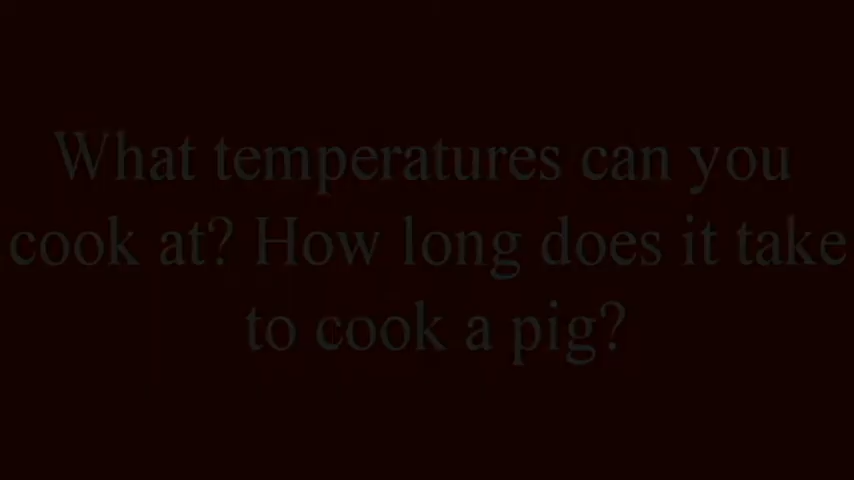 What temperatures can you
cook at? How long does it take
to cook a pig?